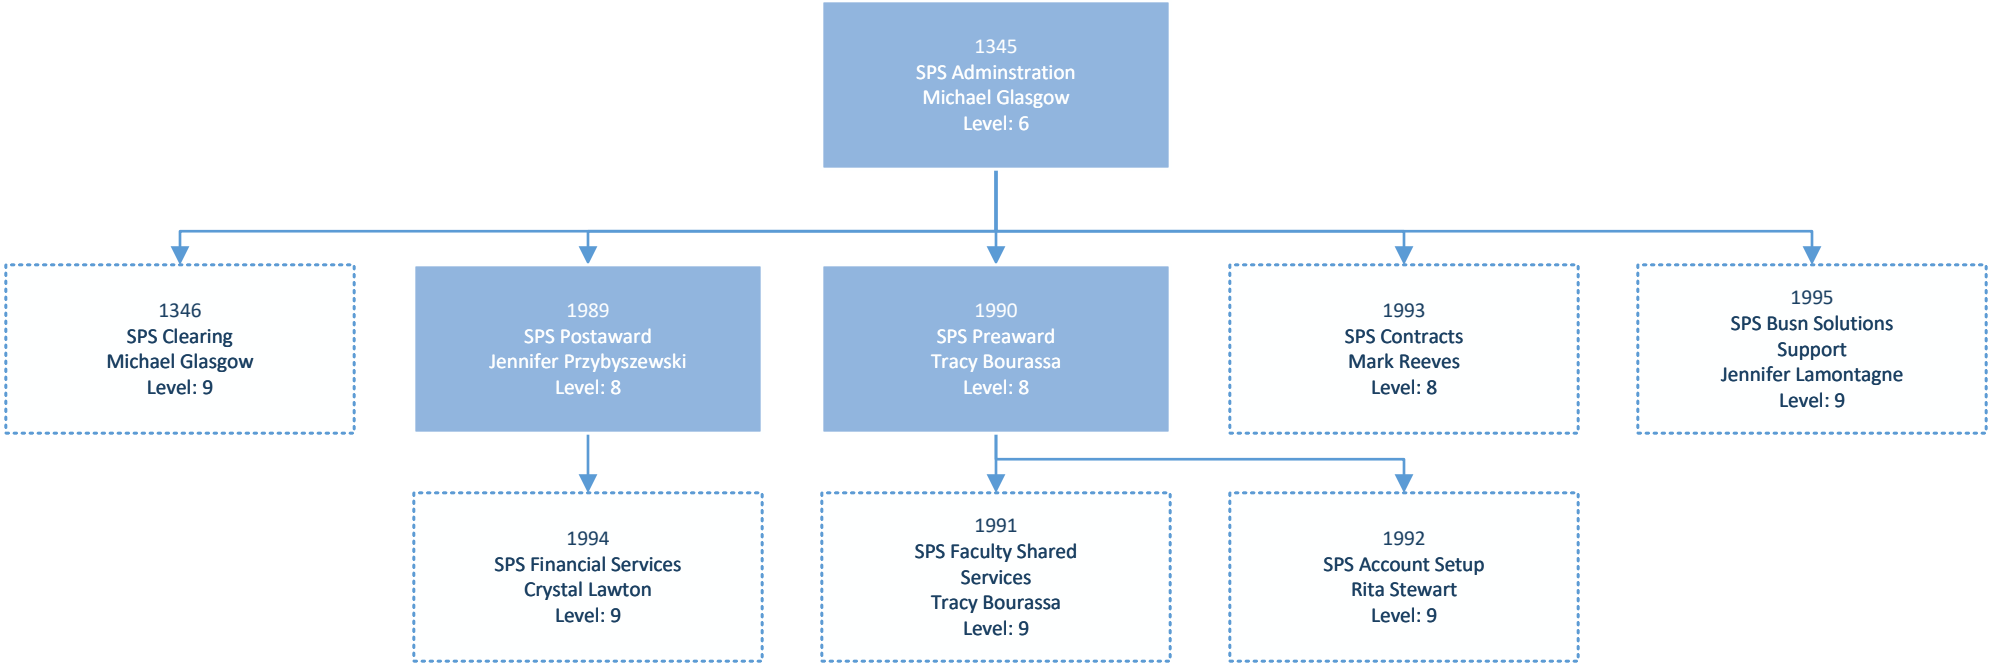 1345
SPS Adminstration
Michael Glasgow
Level: 6
1346
SPS Clearing
Michael Glasgow
Level: 9
1989
SPS Postaward
Jennifer Przybyszewski
Level: 8
1990
SPS Preaward
Tracy Bourassa
Level: 8
1993
SPS Contracts
Mark Reeves
Level: 8
1995
SPS Busn Solutions
Support
Jennifer Lamontagne
Level: 9
1994
SPS Financial Services
Crystal Lawton
Level: 9
1991
SPS Faculty Shared
Services
Tracy Bourassa
Level: 9
1992
SPS Account Setup
Rita Stewart
Level: 9